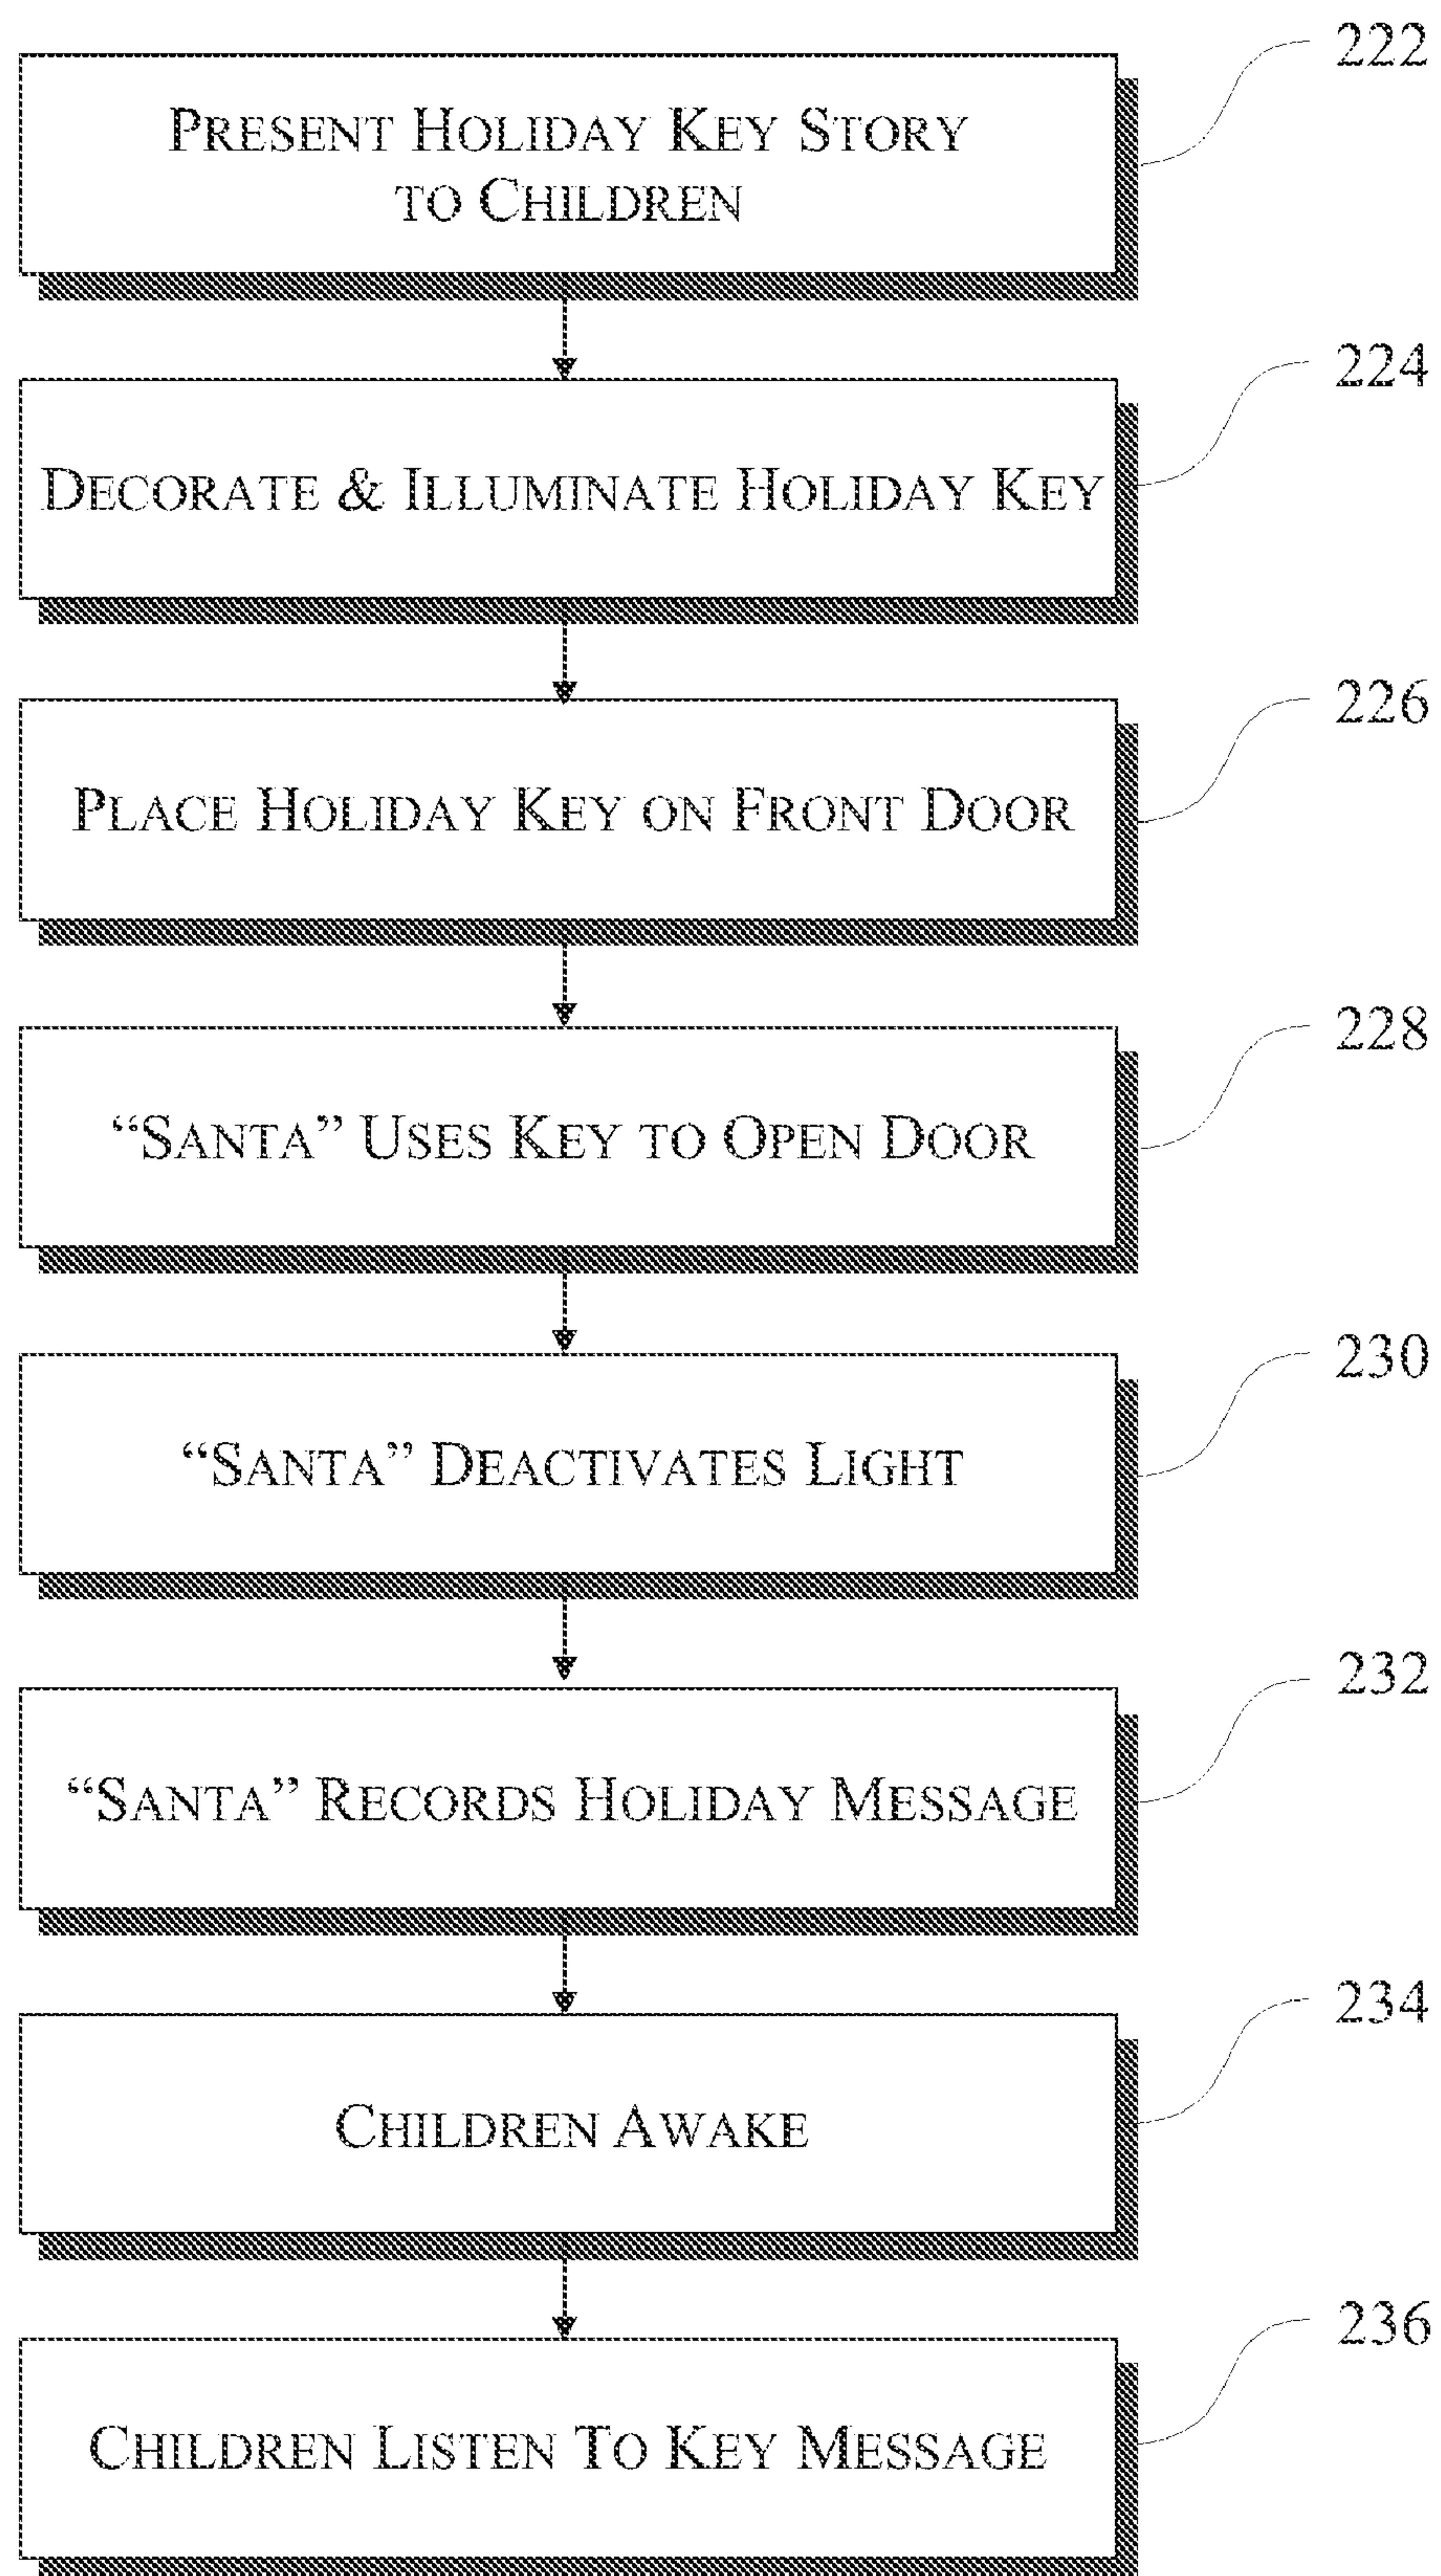 222
PRESENT HOLIDAY KEY STORY
TO CHILDREN
224
DECORATE & ILLUMINATE HOLIDAY KEY
226
PLACE HOLIDAY KEY ON FRONT DOOR
228
“SANTA” USES KEY TO OPEN DOOR
230
“SANTA” DEACTIVATES LIGHT
232
“SANTA” RECORDS HOLIDAY MESSAGE
234
CHILDREN AWAKE
236
CHILDREN LISTEN TO KEY MESSAGE